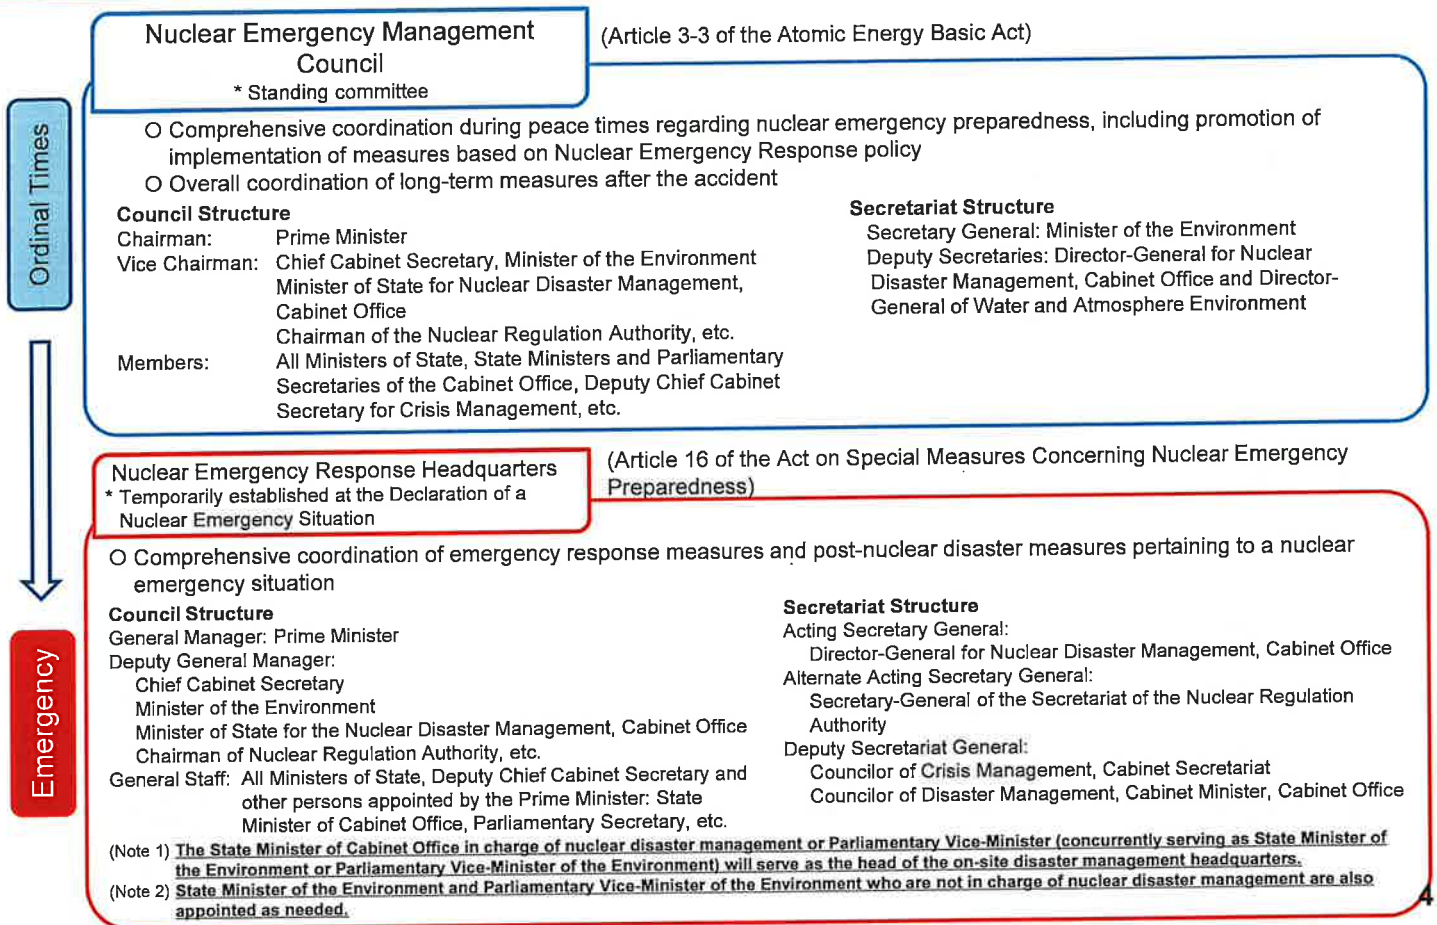 Nuclear Emergency Management
Council
* Standing committee
(Article 3-3 of the Atomic Energy Basic Act)
Ordinal Times
O Comprehensive coordination during peace times regarding nuclear emergency preparedness, including promotion of
implementation of measures based on Nuclear Emergency Response policy
O Overall coordination of long-term measures after the accident
Council Structure
Chairman: Prime Minister
Vice Chairman: Chief Cabinet Secretary, Minister of the Environment
Minister of State for Nuclear Disaster Management,
Cabinet Office
Chairman of the Nuclear Regulation Authority, etc.
Members: All Ministers of State, State Ministers and Parliamentary
Secretaries of the Cabinet Office, Deputy Chief Cabinet
Secretary for Crisis Management, etc.
Secretariat Structure
Secretary General: Minister of the Environment
Deputy Secretaries: Director-General for Nuclear
Disaster Management, Cabinet Office and Director-
General of Water and Atmosphere Environment
Nuclear Emergency Response Headquarters
* Temporarily established at the Declaration of a
Nuclear Emergency Situation
(Article 16 of the Act on Special Measures Concerning Nuclear Emergency
Preparedness)
Emergency
O Comprehensive coordination of emergency response measures and post-nuclear disaster measures pertaining to a nuclear
emergency situation
Council Structure
General Manager: Prime Minister
Deputy General Manager:
Chief Cabinet Secretary
Minister of the Environment
Minister of State for the Nuclear Disaster Management, Cabinet Office
Chairman of Nuclear Regulation Authority, etc.
General Staff: All Ministers of State, Deputy Chief Cabinet Secretary and
other persons appointed by the Prime Minister: State
Minister of Cabinet Office, Parliamentary Secretary, etc.
Secretariat Structure
Acting Secretary General:
Director-General for Nuclear Disaster Management, Cabinet Office
Alternate Acting Secretary General:
Secretary-General of the Secretariat of the Nuclear Regulation
Authority
Deputy Secretariat General:
Councilor of Crisis Management, Cabinet Secretariat
Councilor of Disaster Management, Cabinet Minister, Cabinet Office
(Note 1) The State Minister of Cabinet Office in charge of nuclear disaster management or Parliamentary Vice-Minister (concurrently serving as State Minister of
the Environment or Parliamentary Vice-Minister of the Environment) will serve as the head of the on-site disaster management headquarters.
(Note 2) State Minister of the Environment and Parliamentary Vice-Minister of the Environment who are not in charge of nuclear disaster management are also
appointed as needed.
4